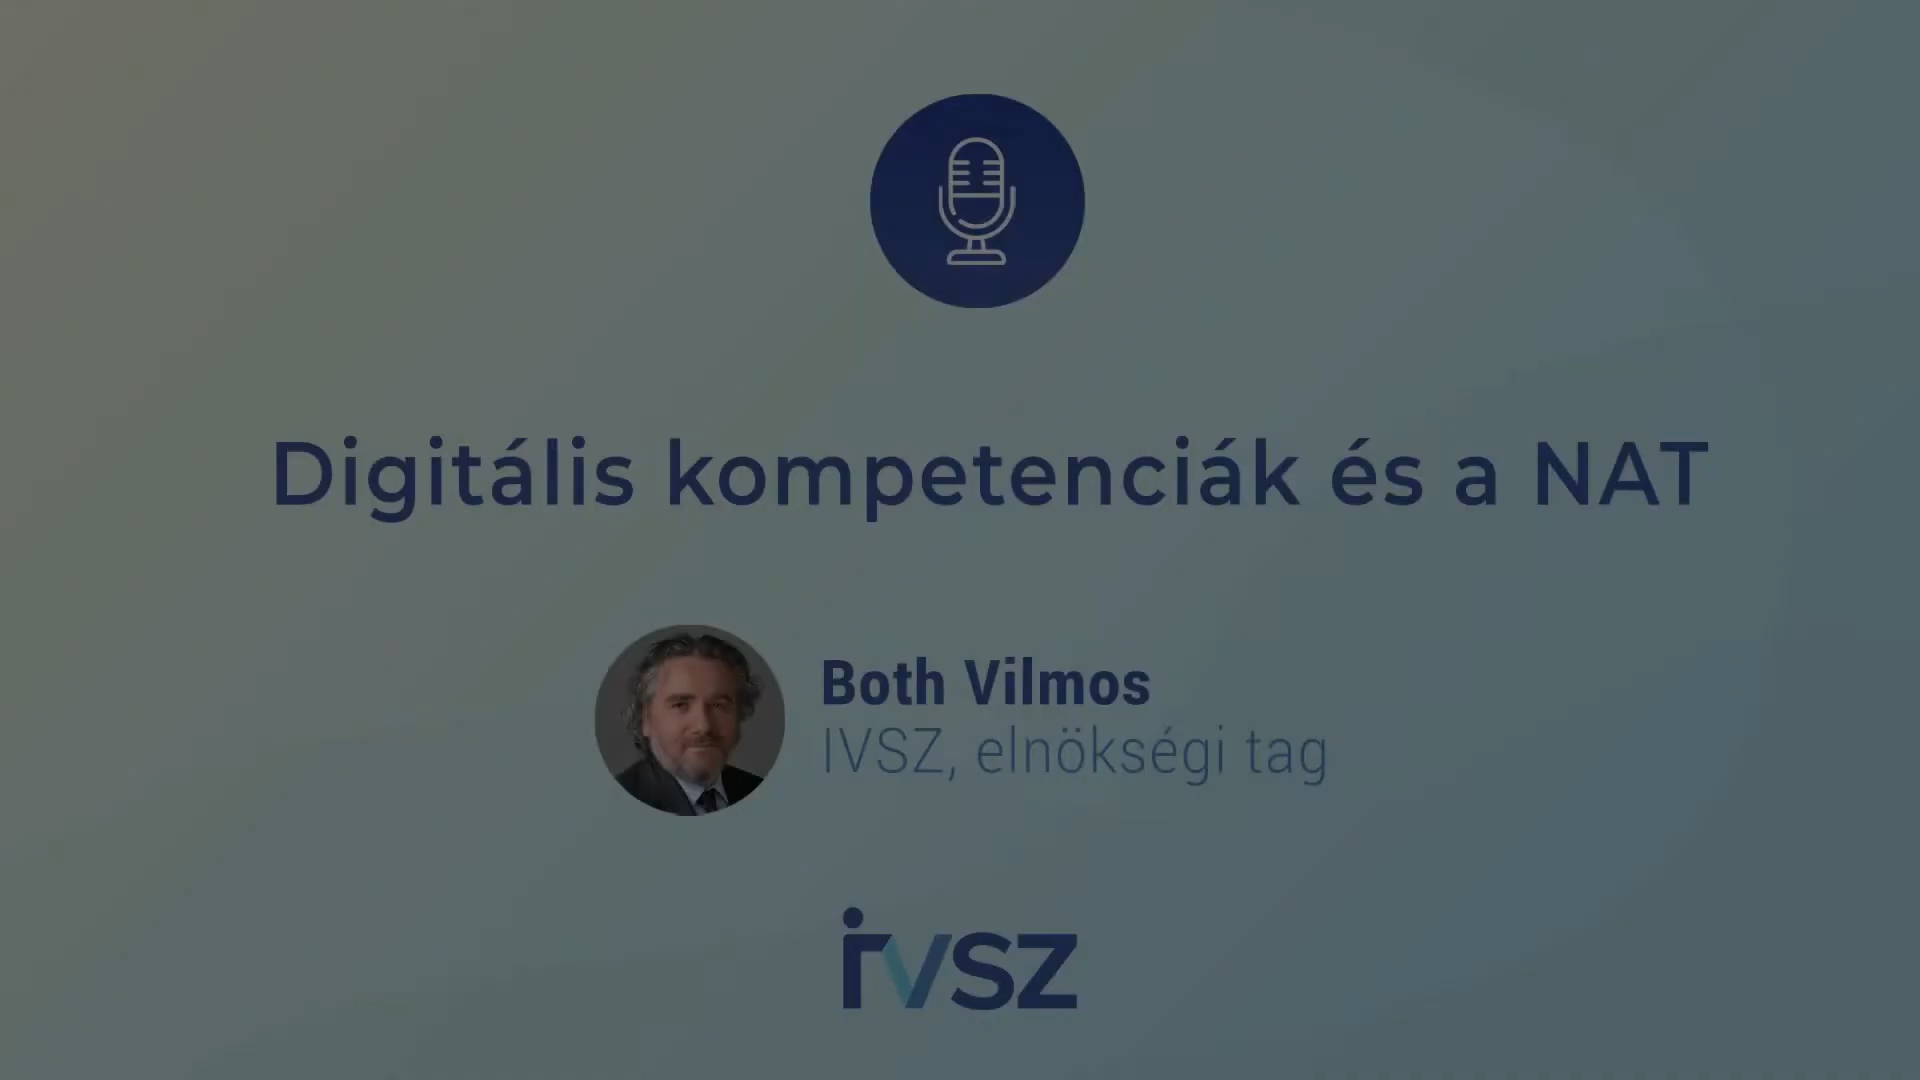 Digitális kompetenciák és a NAT
Both Vilmos
IVSZ, elnökségi tag
iVSZ